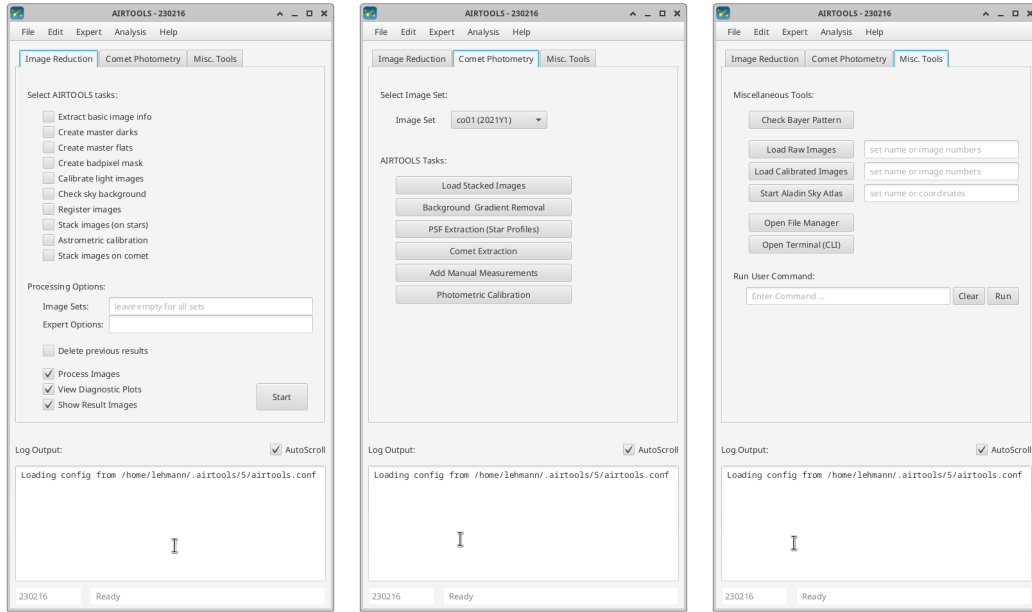 AIRTOOLS - 230216
File Edit Expert Analysis Help
Image Reduction Comet Photometry Misc. Tools
Select AIRTOOLS tasks:
Extract basic image info
Create master darks
Create master flats
Create badpixel mask
Calibrate light images
Check sky background
Register images
Stack images (on stars)
Astrometric calibration
Stack images on comet
Processing Options:
Image Sets: leave empty for all sets
Expert Options:
Delete previous results
Process Images
View Diagnostic Plots
Show Result Images
Start
Log Output: AutoScroll
Loading config from /home/lehmann/.airtools/5/airtools.conf
230216 Ready
AIRTOOLS - 230216
File Edit Expert Analysis Help
Image Reduction Comet Photometry Misc. Tools
Select Image Set:
Image Set co01 (2021Y1)
AIRTOOLS Tasks:
Load Stacked Images
Background Gradient Removal
PSF Extraction (Star Profiles)
Comet Extraction
Add Manual Measurements
Photometric Calibration
Log Output: AutoScroll
Loading config from /home/lehmann/.airtools/5/airtools.conf
230216 Ready
AIRTOOLS - 230216
File Edit Expert Analysis Help
Image Reduction Comet Photometry Misc. Tools
Miscellaneous Tools:
Check Bayer Pattern
Load Raw Images set name or image numbers
Load Calibrated Images set name or image numbers
Start Aladin Sky Atlas set name or coordinates
Open File Manager
Open Terminal (CLI)
Run User Command:
Enter Command ... Clear Run
Log Output: AutoScroll
Loading config from /home/lehmann/.airtools/5/airtools.conf
230216 Ready